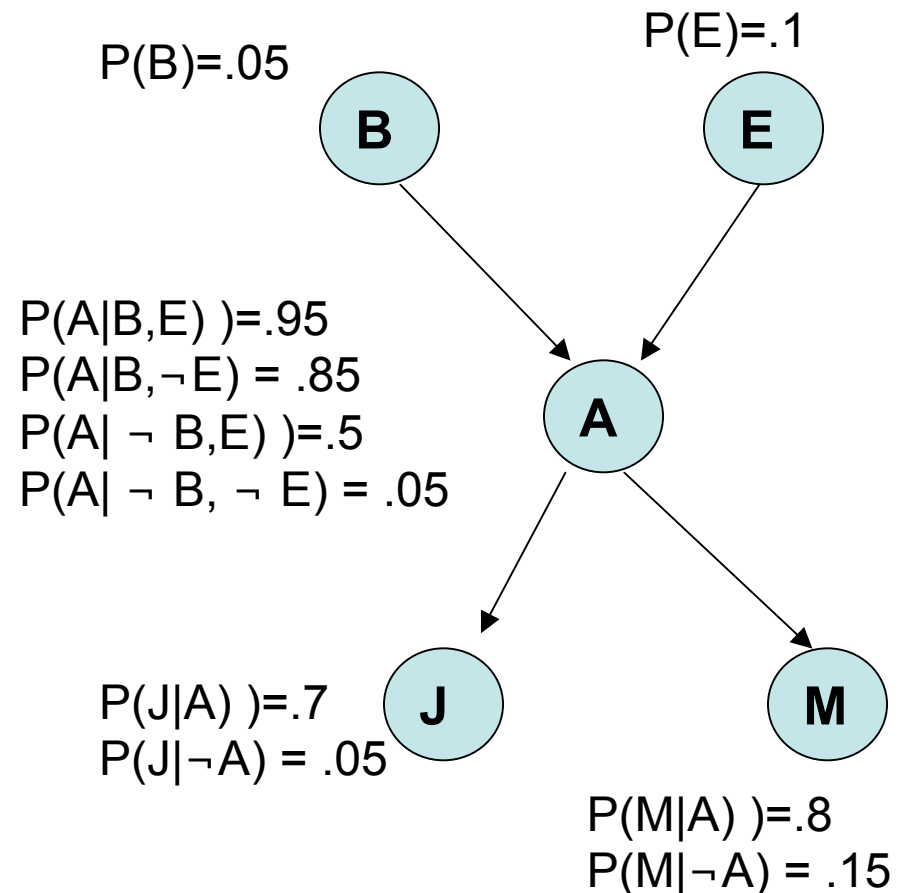 P(E)=.1
P(B)=.05
B
E
P(A|B,E) )=.95
P(A|B,¬E) = .85
P(A| ¬ B,E) )=.5
P(A| ¬ B, ¬ E) = .05
A
P(J|A) )=.7
P(J|¬A) = .05
J
M
P(M|A) )=.8
P(M|¬A) = .15